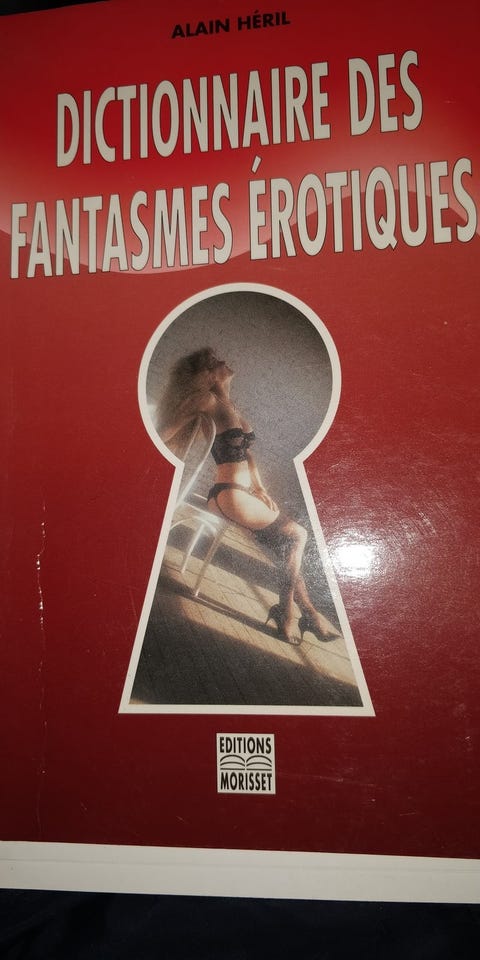 ALAIN HÉRIL
DICTIONNAIRE DES
FANTASMES ÉROTIQUES
EDITIONS
MORISSET